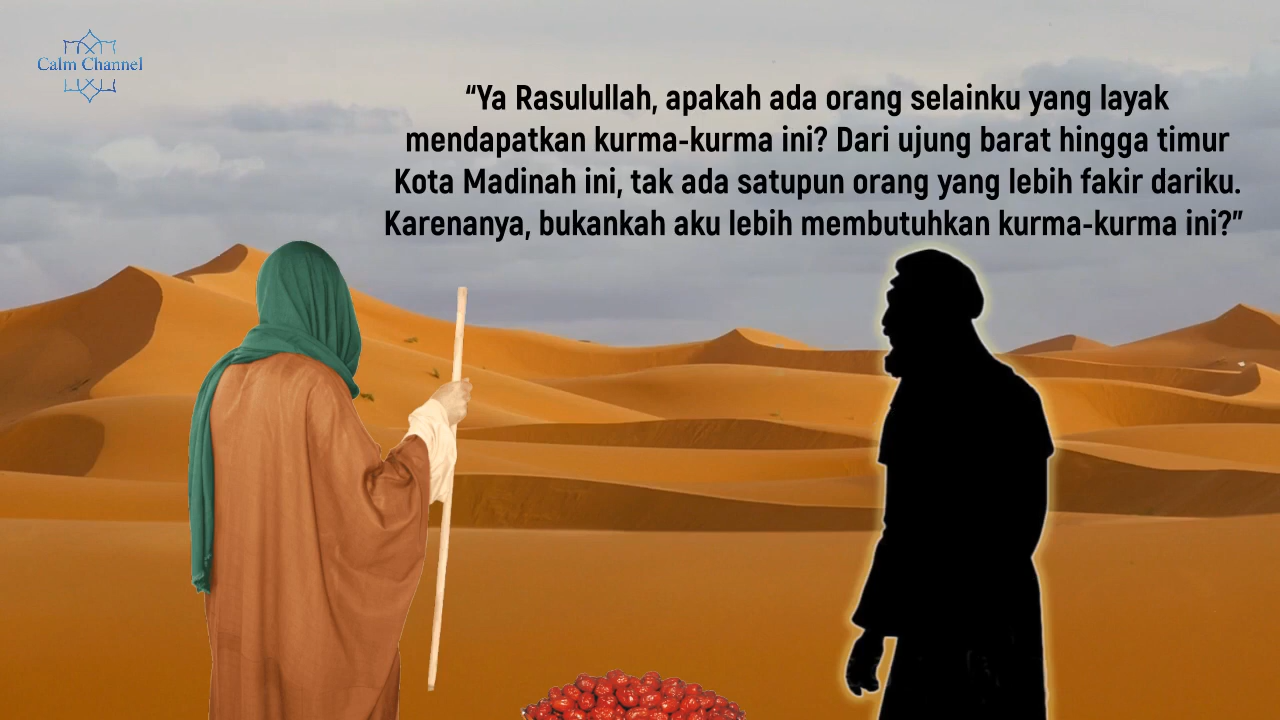 Calm Channel
“Ya Rasulullah, apakah ada orang selainku yang layak
mendapatkan kurma-kurma ini? Dari ujung barat hingga timur
Kota Madinah ini, tak ada satupun orang yang lebih fakir dariku.
Karenanya, bukankah aku lebih membutuhkan kurma-kurma ini?”